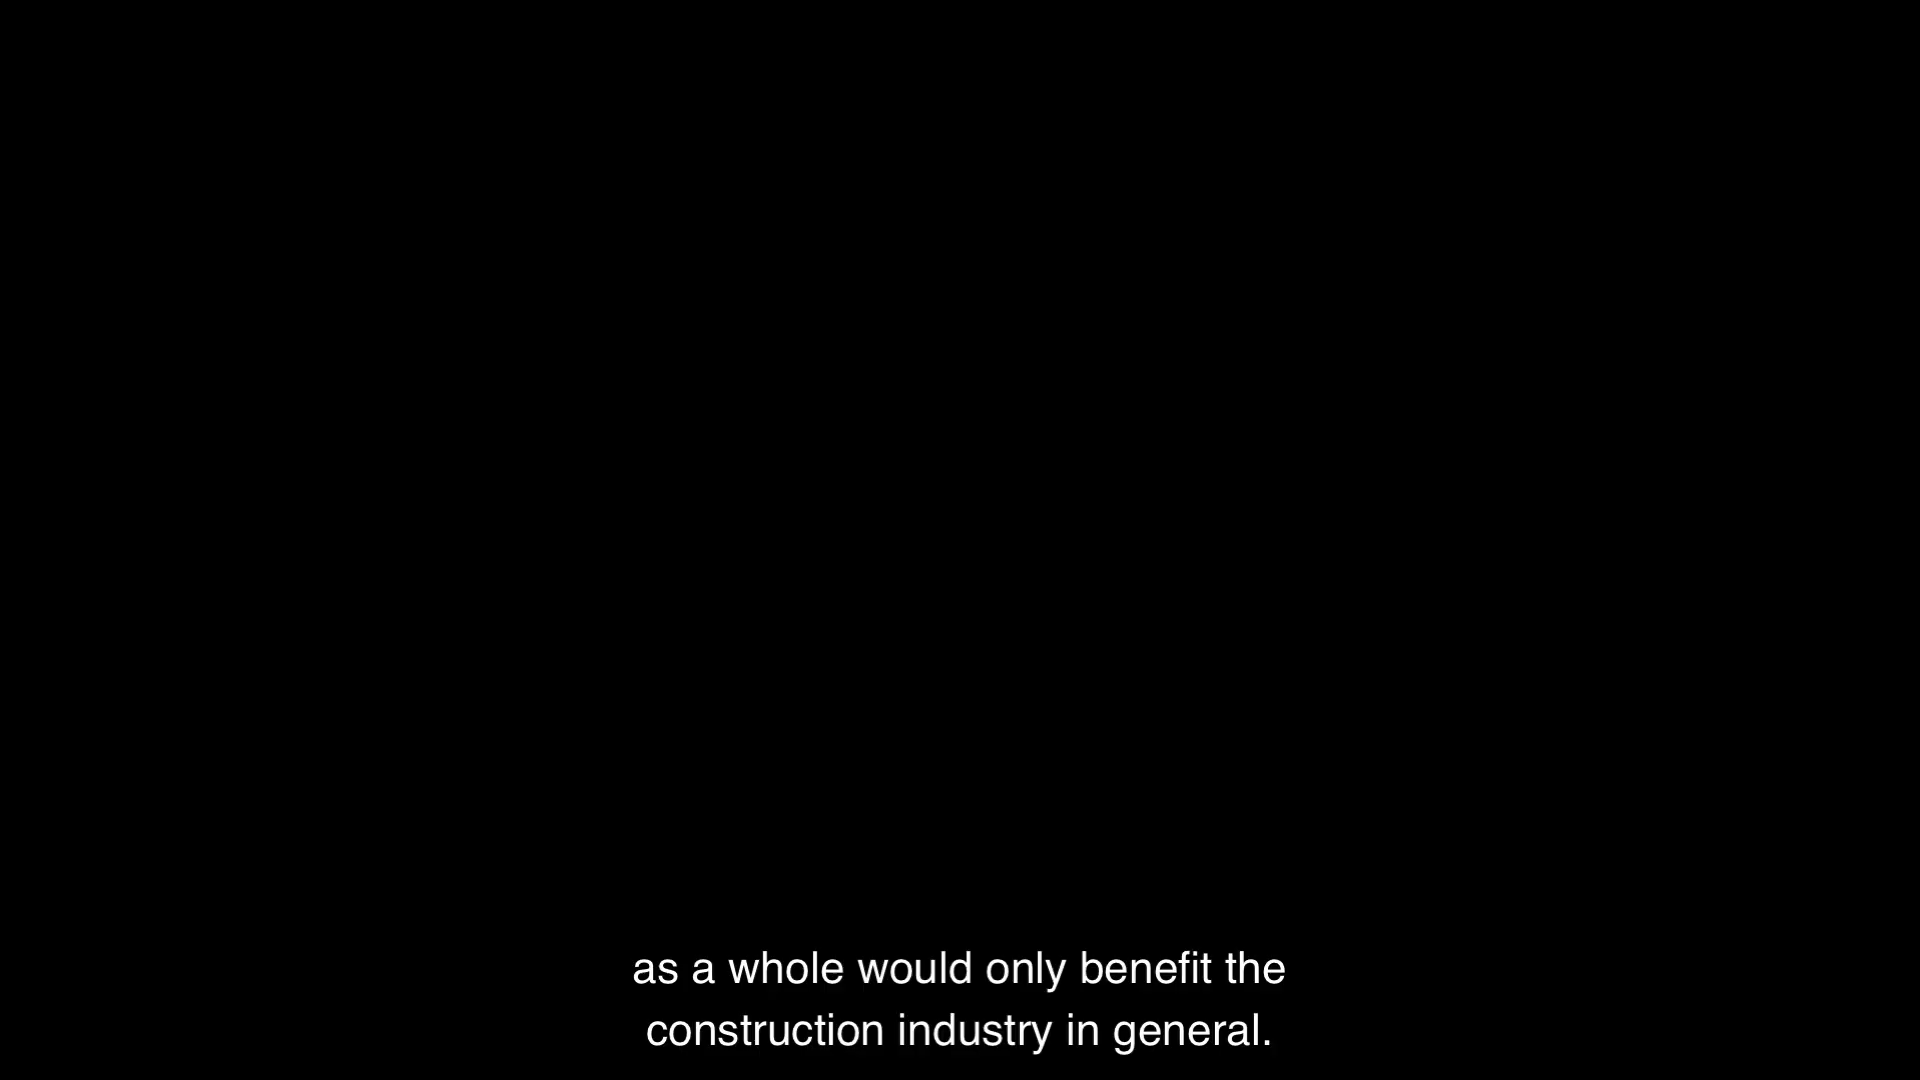 as a whole would only benefit the
construction industry in general.